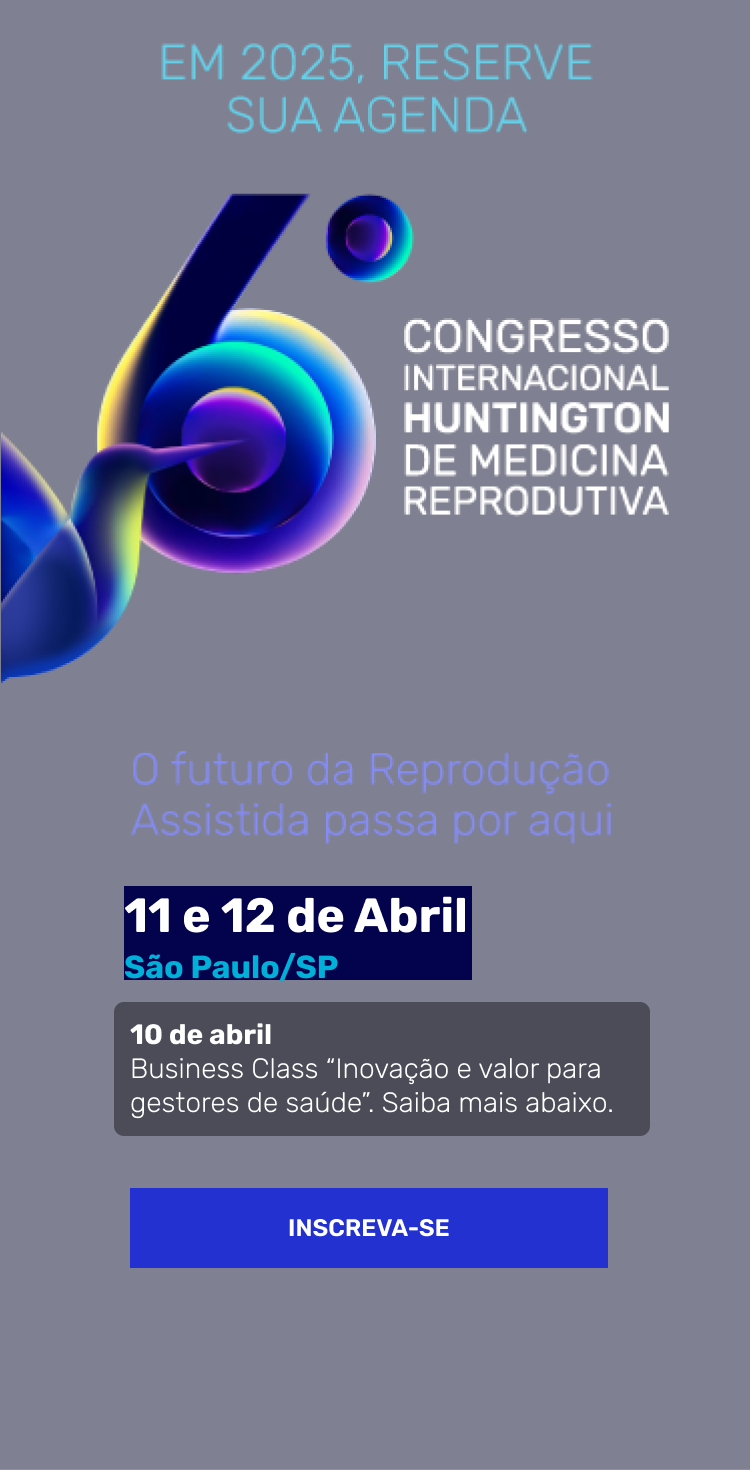 EM 2025, RESERVE
SUA AGENDA
6º
CONGRESSO
INTERNACIONAL
HUNTINGTON
DE MEDICINA
REPRODUTIVA
O futuro da Reprodução
Assistida passa por aqui
11 e 12 de Abril
São Paulo/SP
10 de abril
Business Class “Inovação e valor para
gestores de saúde”. Saiba mais abaixo.
INSCREVA-SE